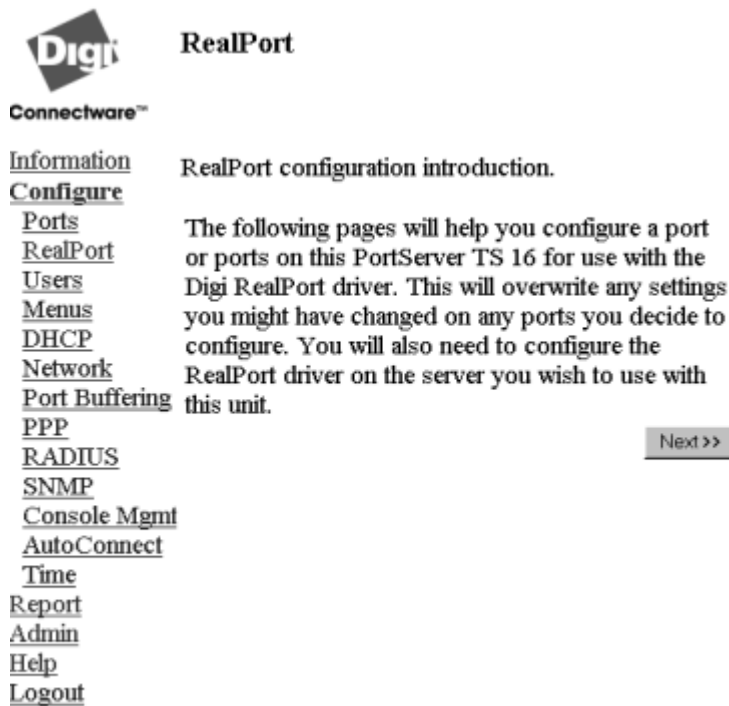 Digi
RealPort
Connectware™
Information
Configure
Ports
RealPort
Users
Menus
DHCP
Network
Port Buffering
PPP
RADIUS
SNMP
Console Mgmt
AutoConnect
Time
Report
Admin
Help
Logout
RealPort configuration introduction.
The following pages will help you configure a port
or ports on this PortServer TS 16 for use with the
Digi RealPort driver. This will overwrite any settings
you might have changed on any ports you decide to
configure. You will also need to configure the
RealPort driver on the server you wish to use with
this unit.
Next >>